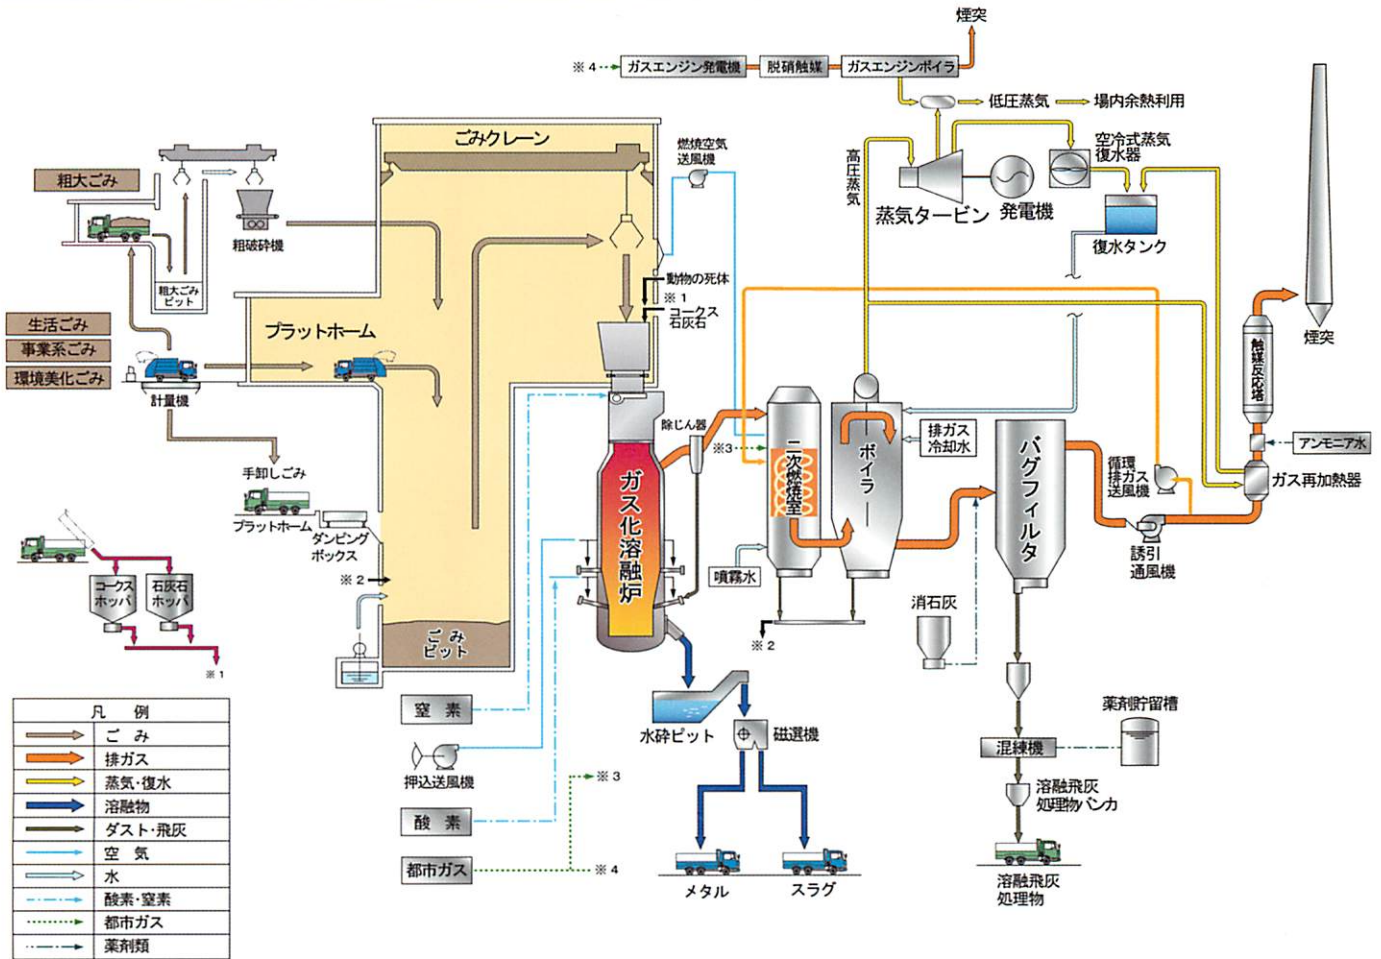 煙突
※4
ガスエンジン発電機
脱硝触媒
ガスエンジンボイラ
低圧蒸気
場内余熱利用
ごみクレーン
燃焼空気
送風機
高圧蒸気
空冷式蒸気
復水器
粗大ごみ
粗破砕機
蒸気タービン
発電機
復水タンク
粗大ごみ
ピット
動物の死体
※1
コークス
石灰石
生活ごみ
事業系ごみ
環境美化ごみ
プラットホーム
計量機
煙突
触媒反応塔
除じん器
※3
二次燃焼室
ボイラー
排ガス
冷却水
バグフィルタ
循環
排ガス
送風機
アンモニア水
ガス再加熱器
手卸しごみ
プラットホーム
ダンピング
ボックス
ガス化溶融炉
誘引
通風機
コークス
ホッパ
石灰石
ホッパ
※2
噴霧水
消石灰
ごみ
ピット
※2
※1
窒素
水砕ピット
磁選機
薬剤貯留槽
混練機
押込送風機
※3
溶融飛灰
処理物バンカ
酸素
都市ガス
※4
メタル
スラグ
溶融飛灰
処理物
凡例
ごみ
排ガス
蒸気・復水
溶融物
ダスト・飛灰
空気
水
酸素・窒素
都市ガス
薬剤類